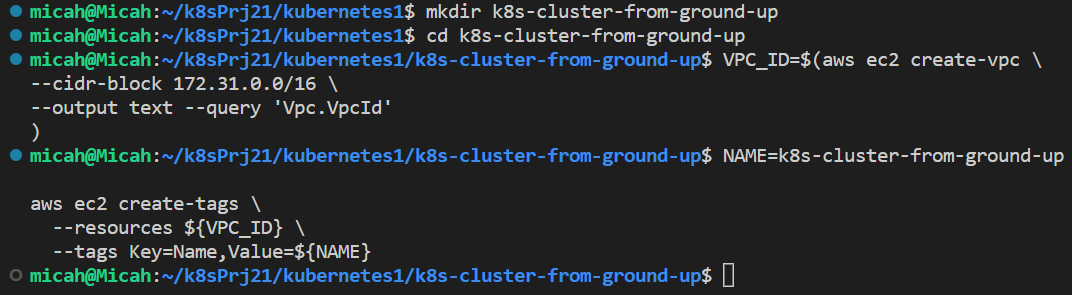 micah@Micah:~/k8sPrj21/kubernetes1$ mkdir k8s-cluster-from-ground-up
micah@Micah:~/k8sPrj21/kubernetes1$ cd k8s-cluster-from-ground-up
micah@Micah:~/k8sPrj21/kubernetes1/k8s-cluster-from-ground-up$ VPC_ID=$(aws ec2 create-vpc \
--cidr-block 172.31.0.0/16 \
--output text --query 'Vpc.VpcId'
)
micah@Micah:~/k8sPrj21/kubernetes1/k8s-cluster-from-ground-up$ NAME=k8s-cluster-from-ground-up
aws ec2 create-tags \
  --resources ${VPC_ID} \
  --tags Key=Name,Value=${NAME}
micah@Micah:~/k8sPrj21/kubernetes1/k8s-cluster-from-ground-up$